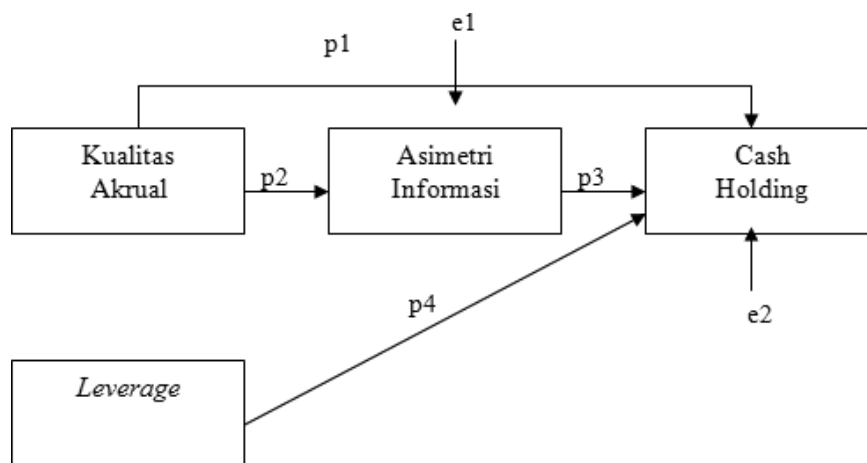 e1
p1
Kualitas
Akrual
p2
Asimetri
Informasi
p3
Cash
Holding
p4
e2
Leverage